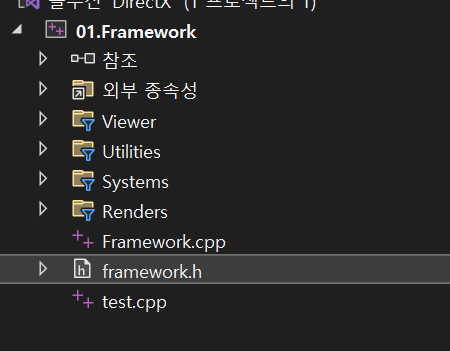 솔루션 'DirectX' (1 프로젝트의 1)
01.Framework
참조
외부 종속성
Viewer
Utilities
Systems
Renders
Framework.cpp
framework.h
test.cpp